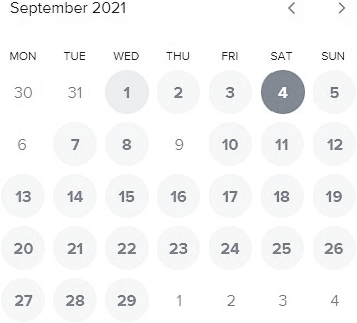 September 2021
MON TUE WED THU FRI SAT SUN
30 31 1 2 3 4 5
6 7 8 9 10 11 12
13 14 15 16 17 18 19
20 21 22 23 24 25 26
27 28 29 1 2 3 4